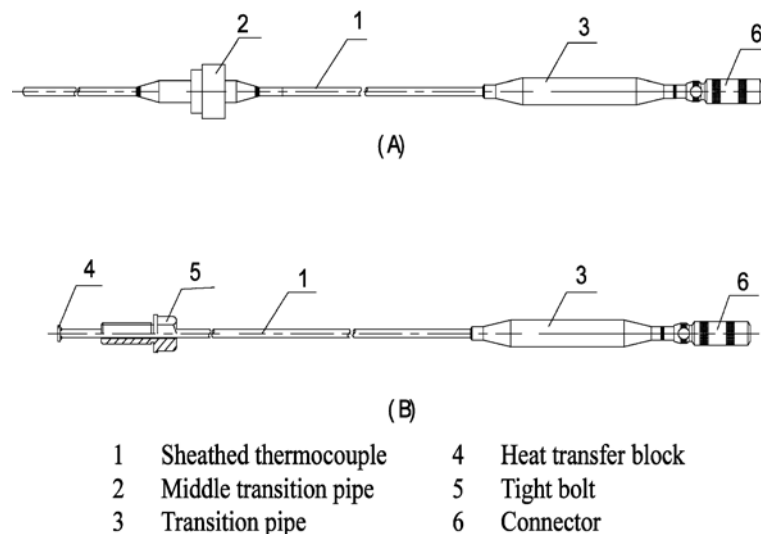 2 1 3 6
(A)
4 5 1 3 6
(B)
1 Sheathed thermocouple 4 Heat transfer block
2 Middle transition pipe 5 Tight bolt
3 Transition pipe 6 Connector